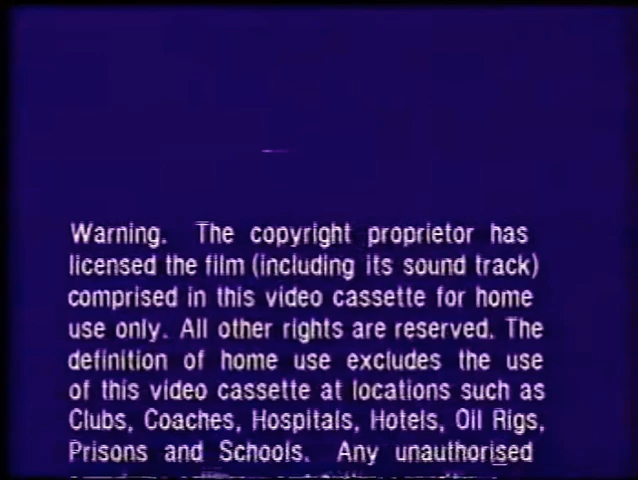 Warning. The copyright proprietor has
licensed the film (including its sound track)
comprised in this video cassette for home
use only. All other rights are reserved. The
definition of home use excludes the use
of this video cassette at locations such as
Clubs, Coaches, Hospitals, Hotels, Oil Rigs,
Prisons and Schools. Any unauthorised